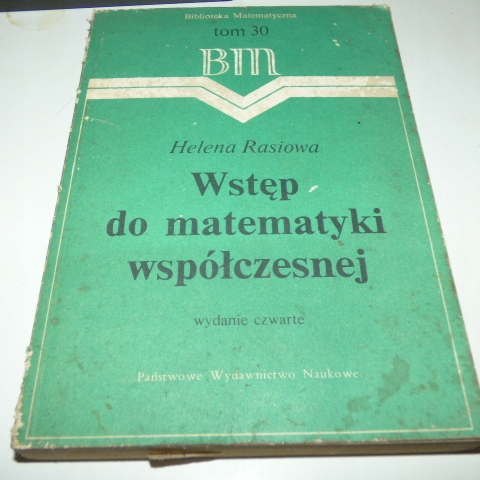 Biblioteka Matematyczna
tom 30
BM
Helena Rasiowa
Wstęp
do matematyki
współczesnej
wydanie czwarte
Państwowe Wydawnictwo Naukowe